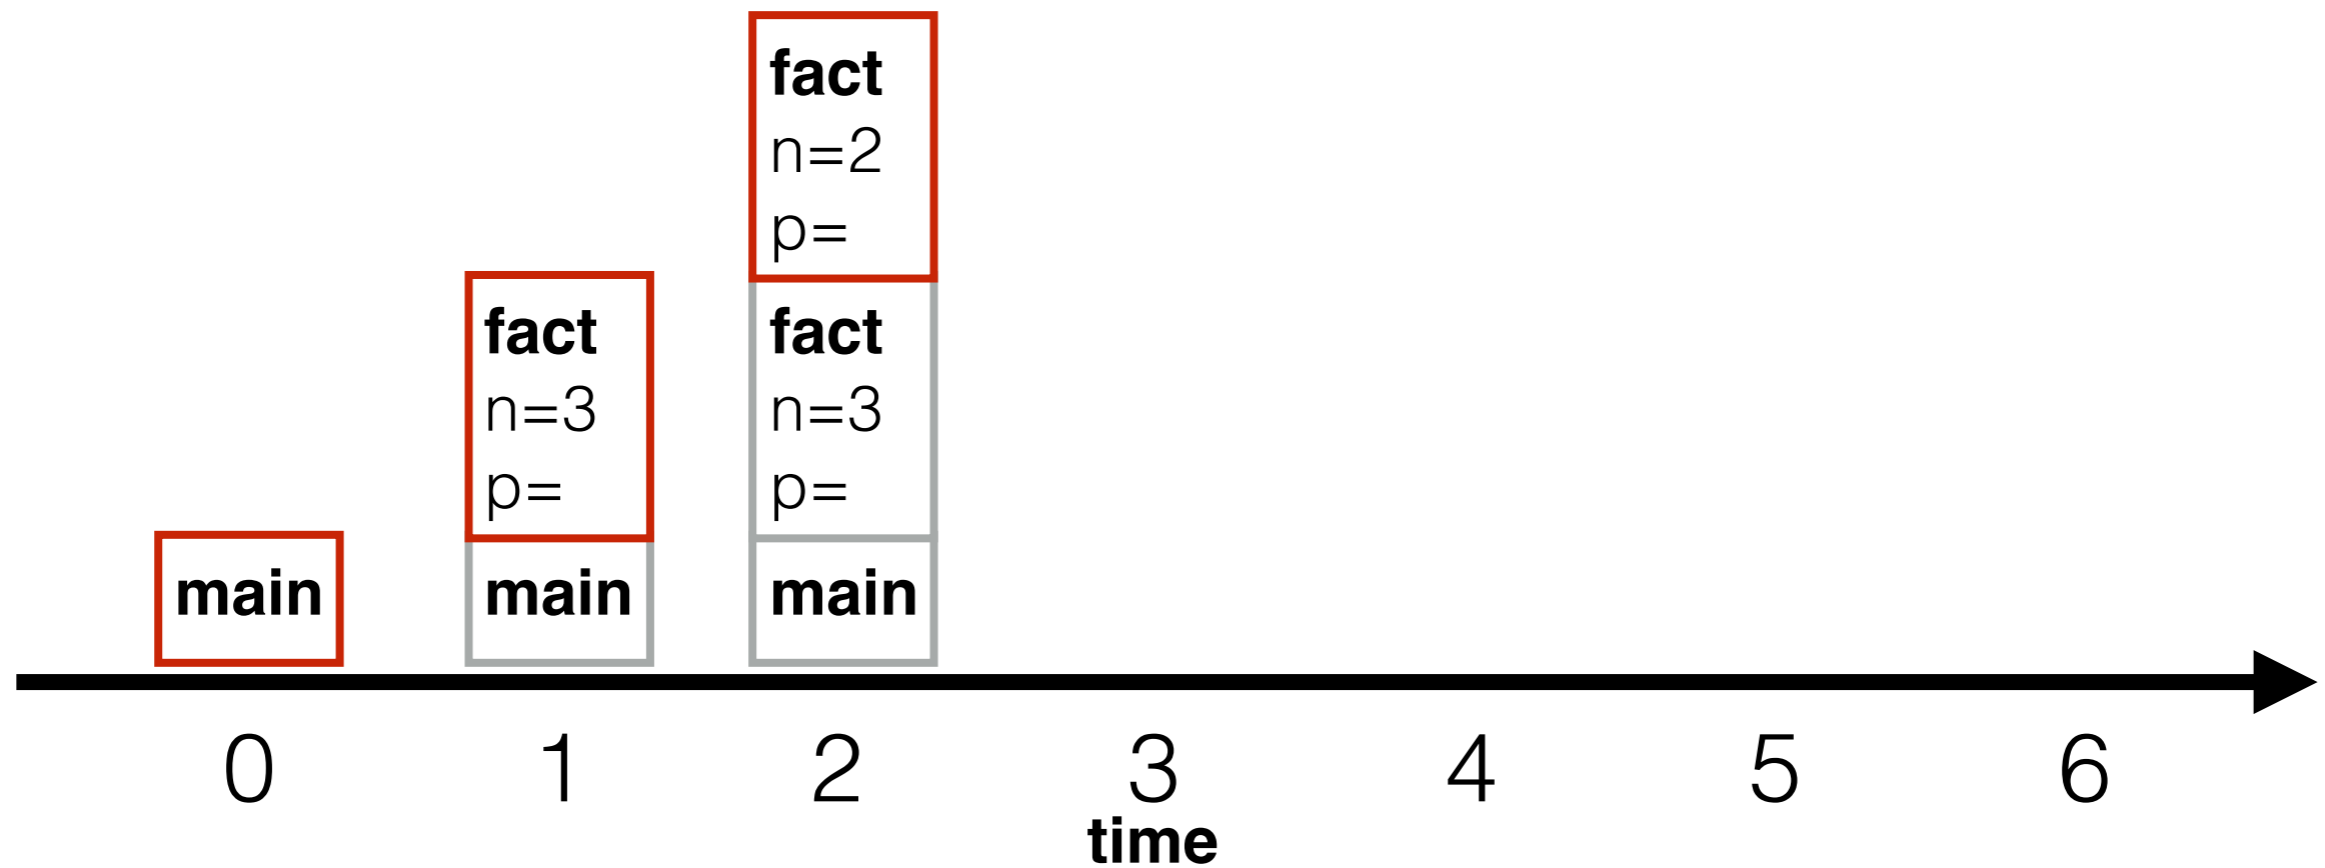 main
fact
n=3
p=
main
fact
n=2
p=
fact
n=3
p=
main
0 1 2 3 4 5 6
time